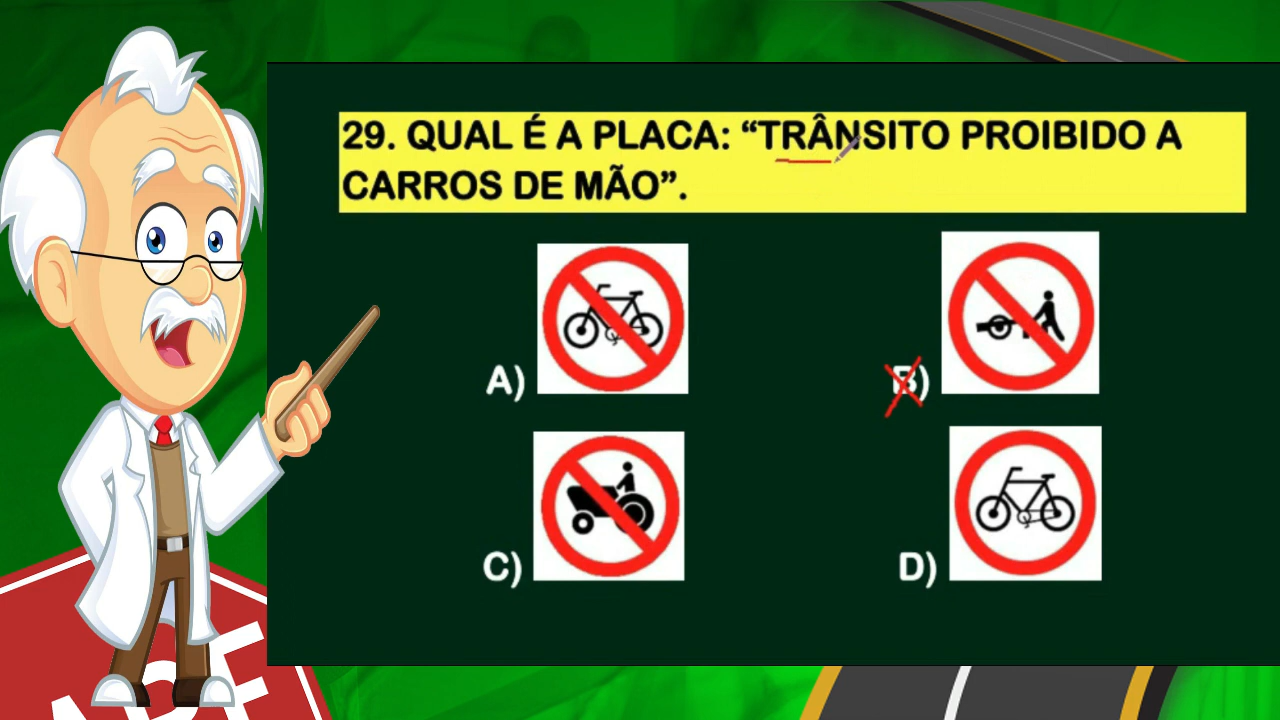 29. QUAL É A PLACA: “TRÂNSITO PROIBIDO A
CARROS DE MÃO”.
A)
B)
C)
D)